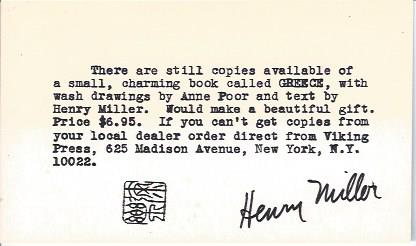 There are still copies available of
a small, charming book called GREECE, with
wash drawings by Anne Poor and text by
Henry Miller. Would make a beautiful gift.
Price $6.95. If you can't get copies from
your local dealer order direct from Viking
Press, 625 Madison Avenue, New York, N.Y.
10022.
Henry Miller